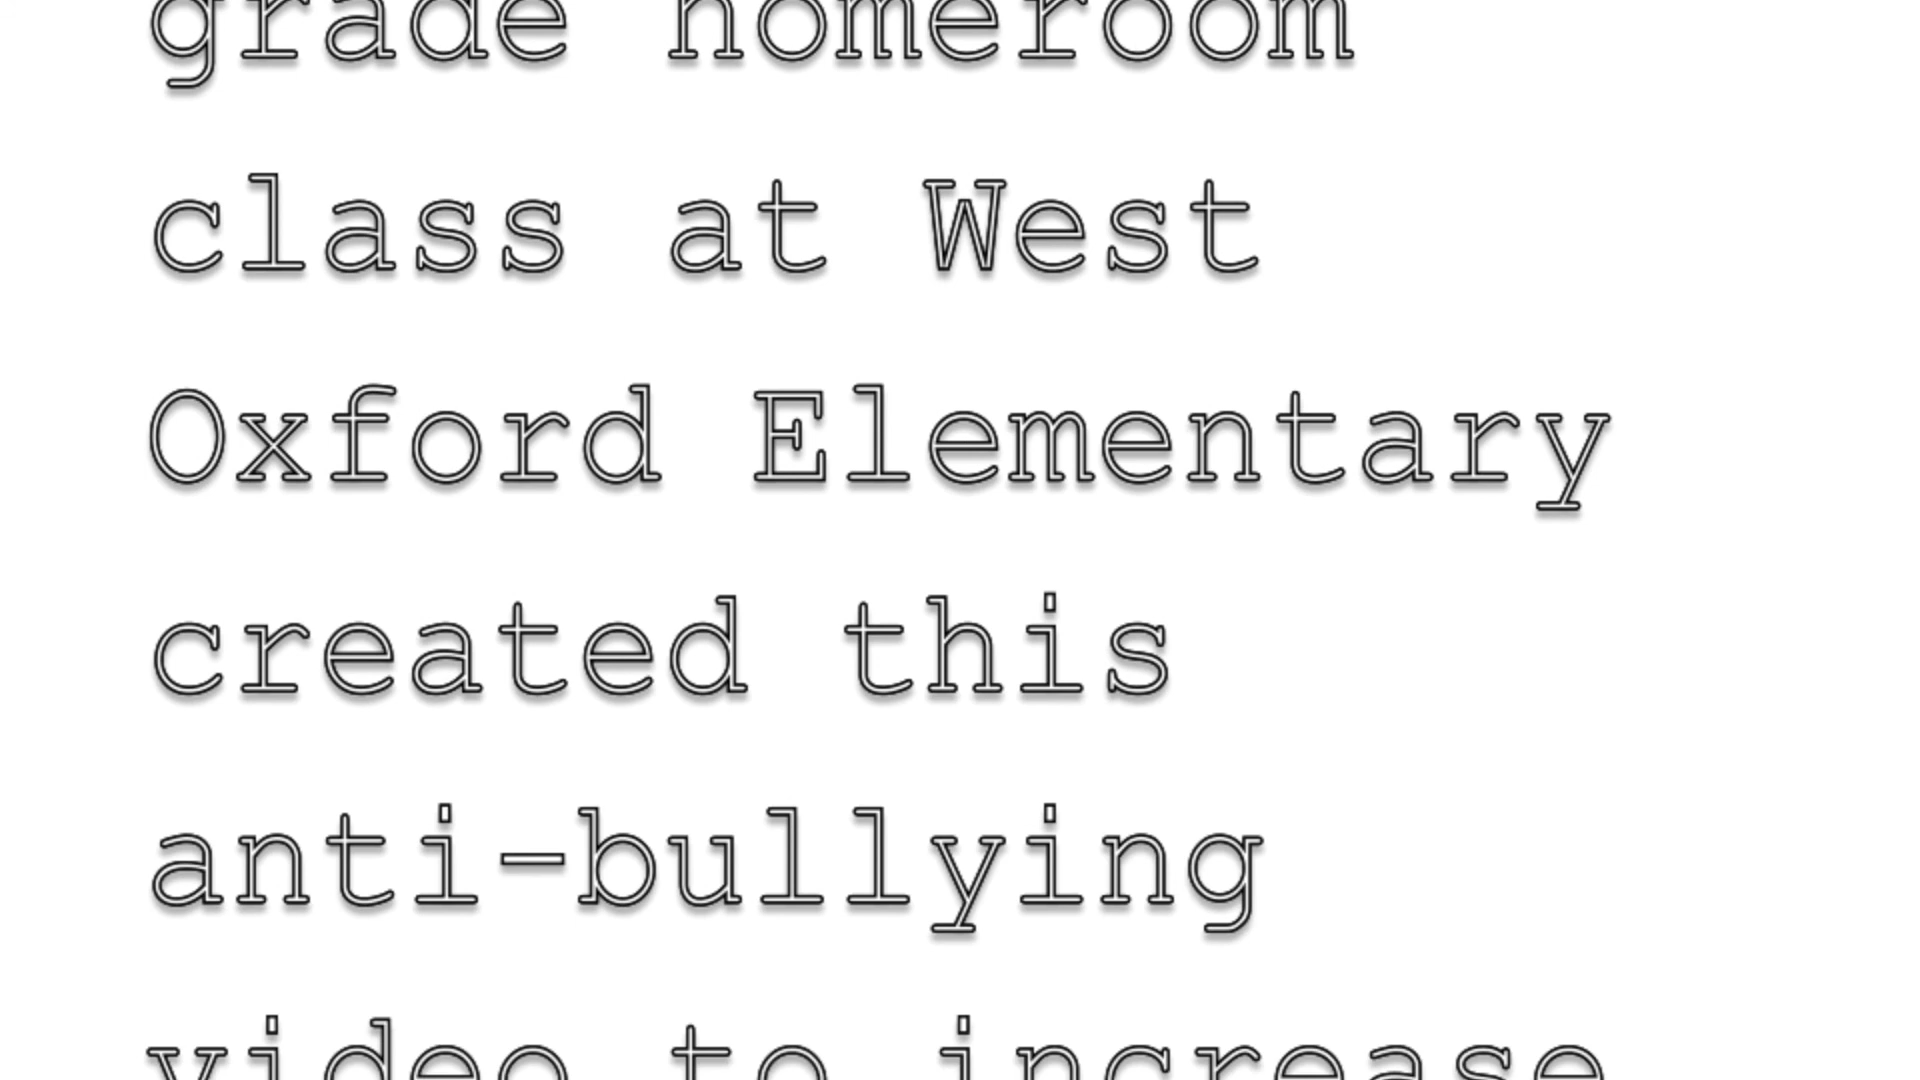 grade homeroom
class at West
Oxford Elementary
created this
anti-bullying
video to increase